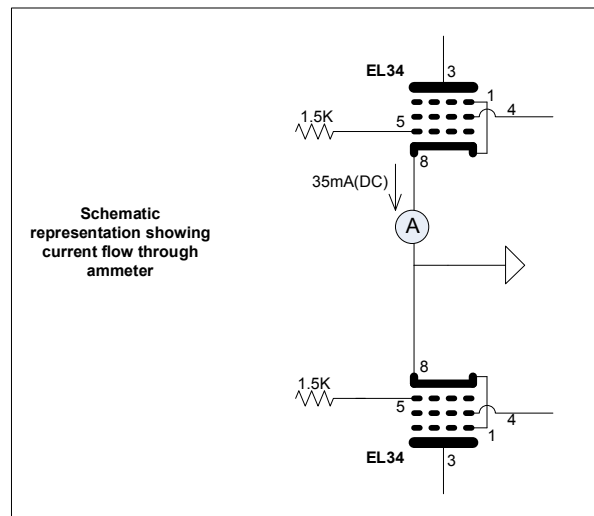 EL34
3
1
1.5K
4
5
8
35mA(DC)
A
Schematic
representation showing
current flow through
ammeter
8
1.5K
5
4
1
EL34
3